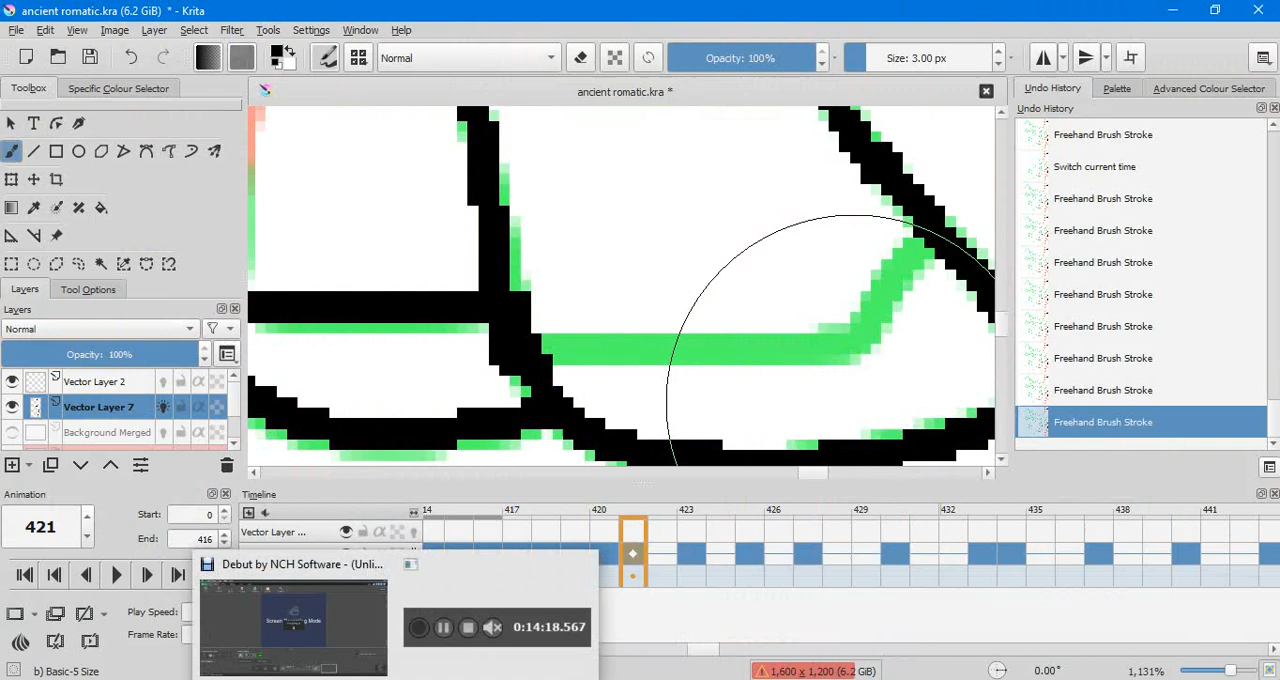 ancient romatic.kra (6.2 GiB) * - Krita
File Edit View Image Layer Select Filter Tools Settings Window Help
Normal Opacity: 100% Size: 3.00 px
Toolbox Specific Colour Selector
ancient romatic.kra *
Undo History Palette Advanced Colour Selector
Undo History
Freehand Brush Stroke
Switch current time
Freehand Brush Stroke
Freehand Brush Stroke
Freehand Brush Stroke
Freehand Brush Stroke
Freehand Brush Stroke
Freehand Brush Stroke
Freehand Brush Stroke
Freehand Brush Stroke
Layers Tool Options
Layers
Normal
Opacity: 100%
Vector Layer 2
Vector Layer 7
Background Merged
Animation
421
Start: 0
End: 416
Play Speed:
Frame Rate:
Timeline
14 417 420 423 426 429 432 435 438 441
Vector Layer ...
Debut by NCH Software - (Unli...
0:14:18.567
b) Basic-5 Size
1,600 x 1,200 (6.2 GiB)
0.00°
1,131%